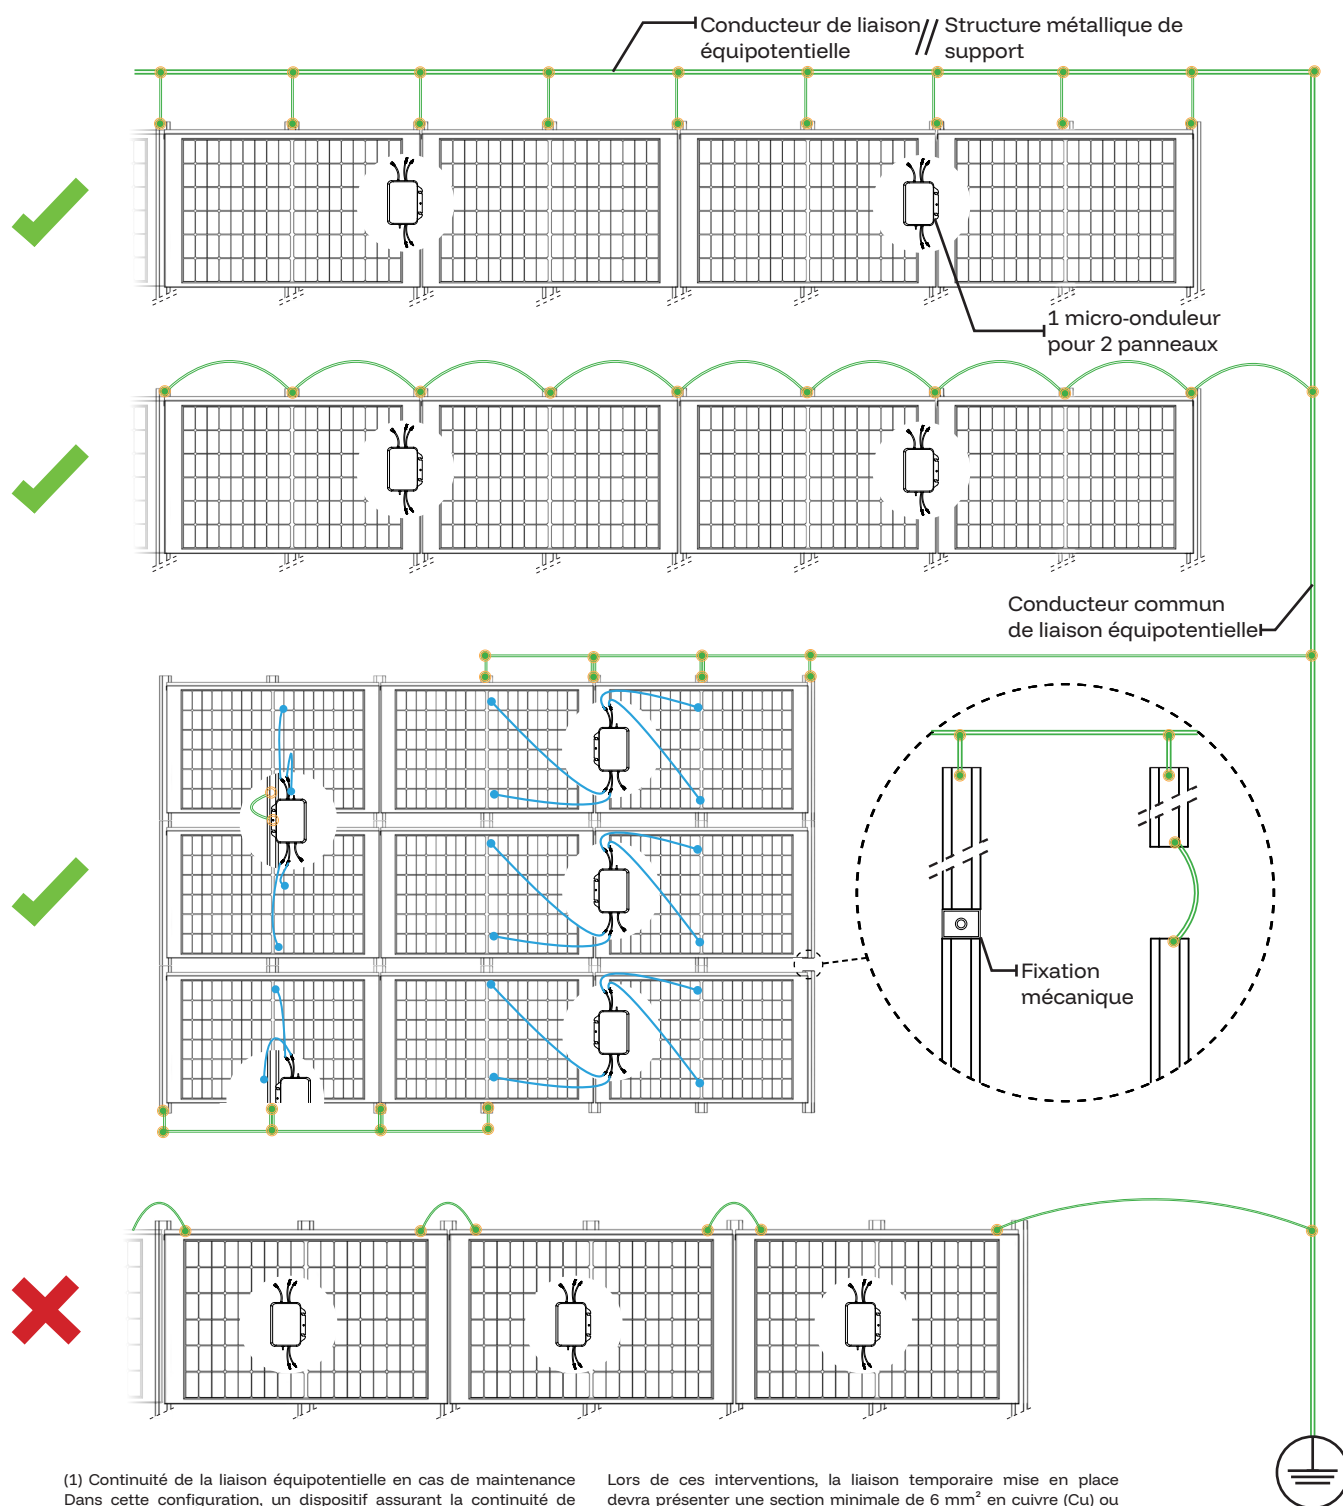 Conducteur de liaison
équipotentielle
Structure métallique de
support
1 micro-onduleur
pour 2 panneaux
Conducteur commun
de liaison équipotentielle
Fixation
mécanique
(1) Continuité de la liaison équipotentielle en cas de maintenance
Dans cette configuration, un dispositif assurant la continuité de
Lors de ces interventions, la liaison temporaire mise en place
devra présenter une section minimale de 6 mm² en cuivre (Cu) ou